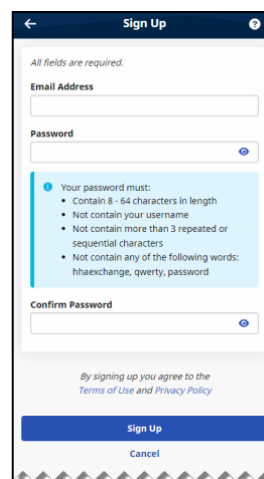 Sign Up
All fields are required.
Email Address
Password
Your password must:
• Contain 8 - 64 characters in length
• Not contain your username
• Not contain more than 3 repeated or
sequential characters
• Not contain any of the following words:
hhaexchange, qwerty, password
Confirm Password
By signing up you agree to the
Terms of Use and Privacy Policy
Sign Up
Cancel